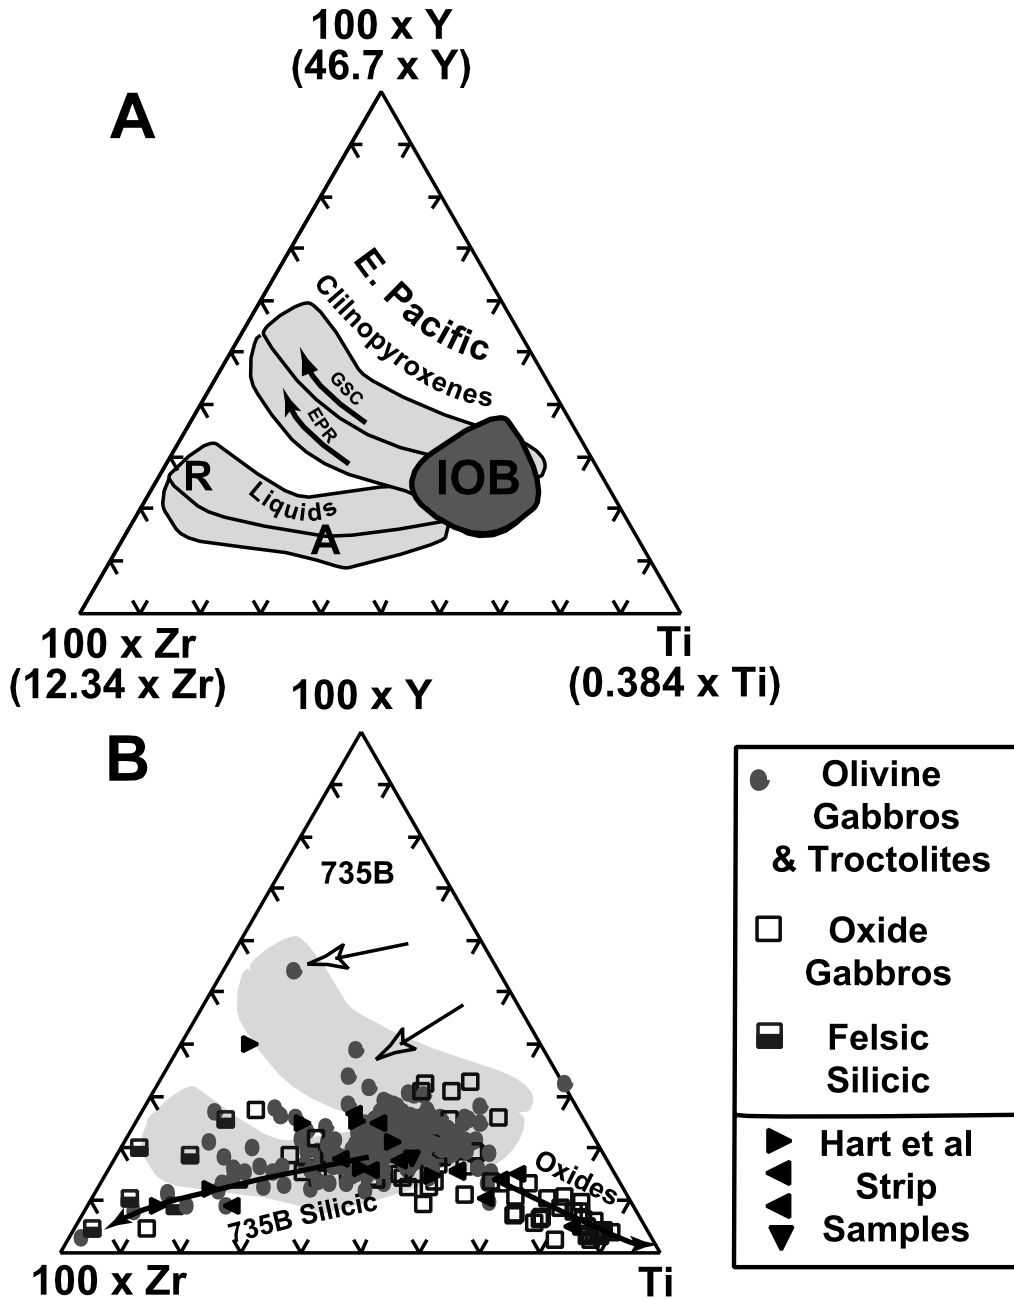 100 x Y
(46.7 x Y)
A
E. Pacific
Clilnopyroxenes
GSC
EPR
IOB
R
Liquids
A
100 x Zr
(12.34 x Zr)
Ti
(0.384 x Ti)
100 x Y
B
735B
Oxides
735B Silicic
100 x Zr
Ti
Olivine
Gabbros
& Troctolites
Oxide
Gabbros
Felsic
Silicic
Hart et al
Strip
Samples